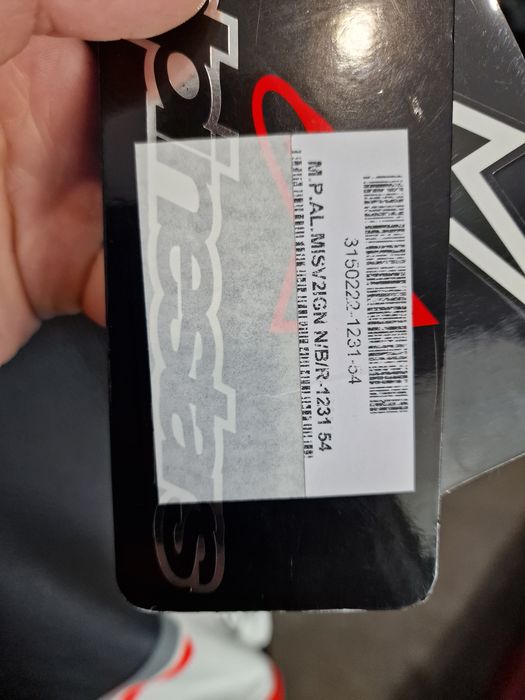 alpinestars
3150222-1231-54
M.P.AL.MISV2IGN N/B/R-1231 54